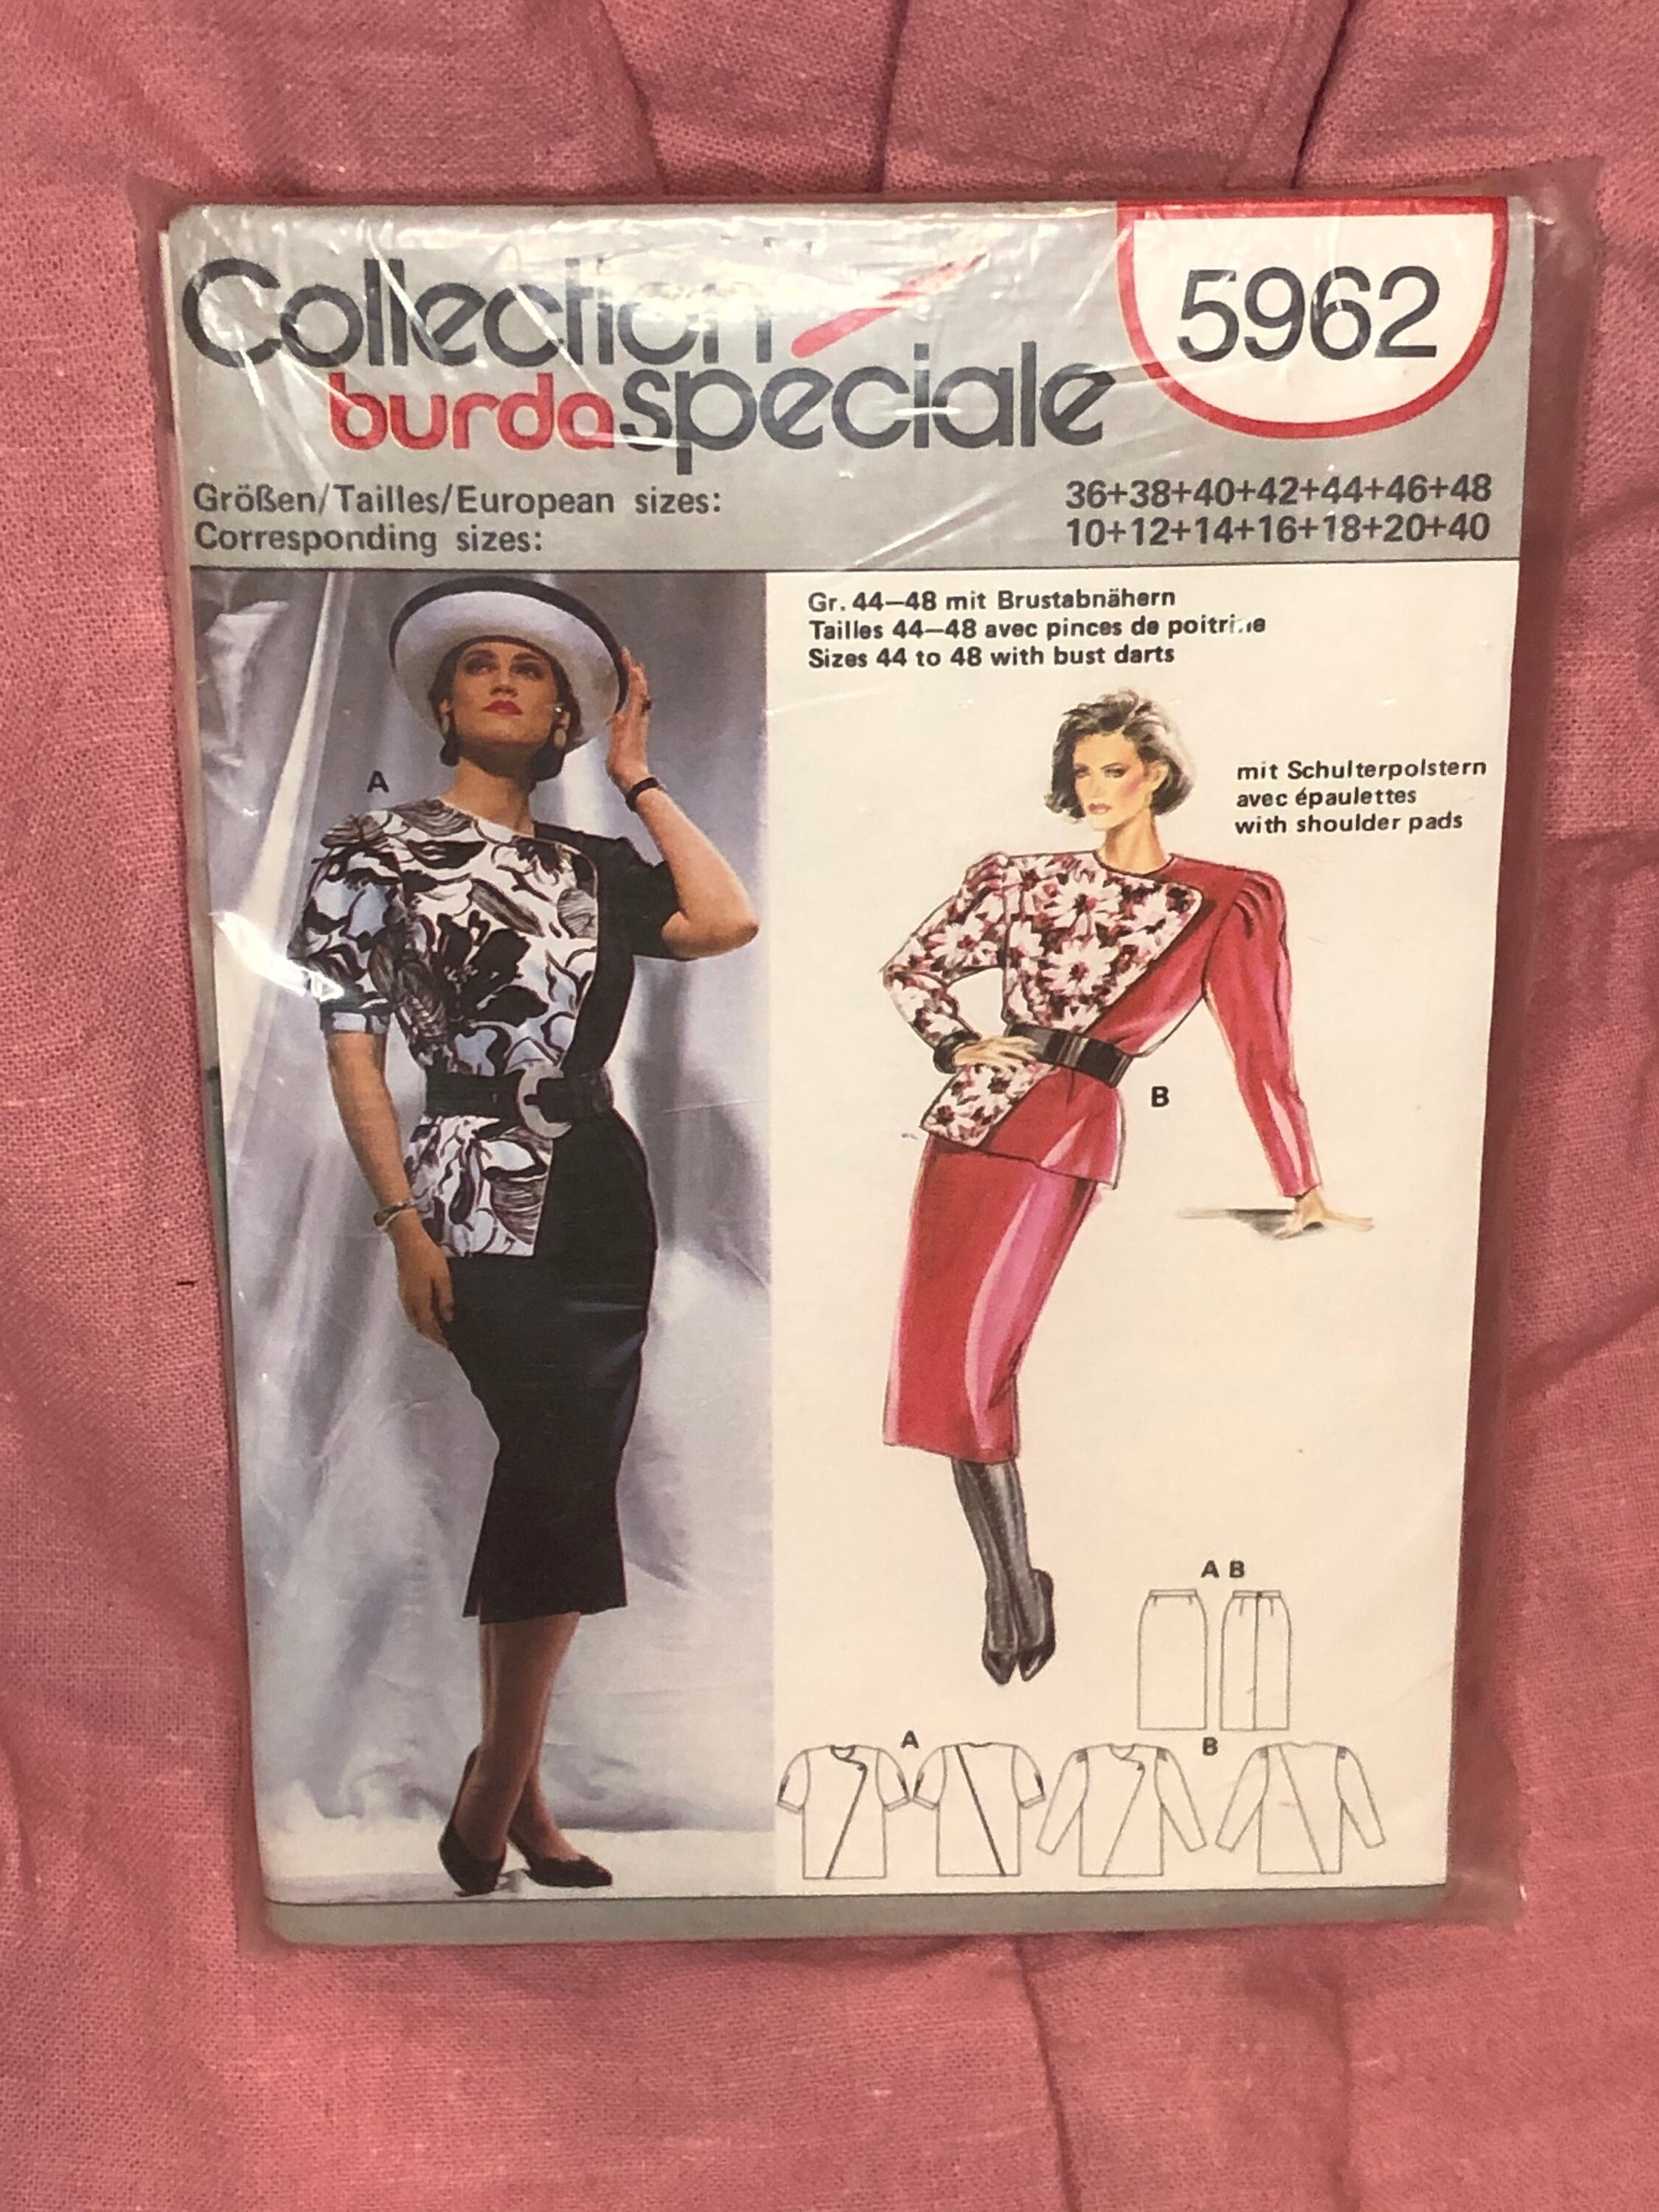 Collection
burda speciale
5962
Größen/Tailles/European sizes: 36+38+40+42+44+46+48
Corresponding sizes: 10+12+14+16+18+20+40
Gr. 44—48 mit Brustabnähern
Tailles 44—48 avec pinces de poitrine
Sizes 44 to 48 with bust darts
A
mit Schulterpolstern
avec épaulettes
with shoulder pads
B
A B
A
B